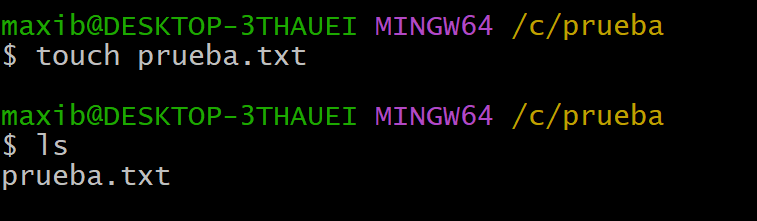 maxib@DESKTOP-3THAUEI MINGW64 /c/prueba
$ touch prueba.txt
maxib@DESKTOP-3THAUEI MINGW64 /c/prueba
$ ls
prueba.txt